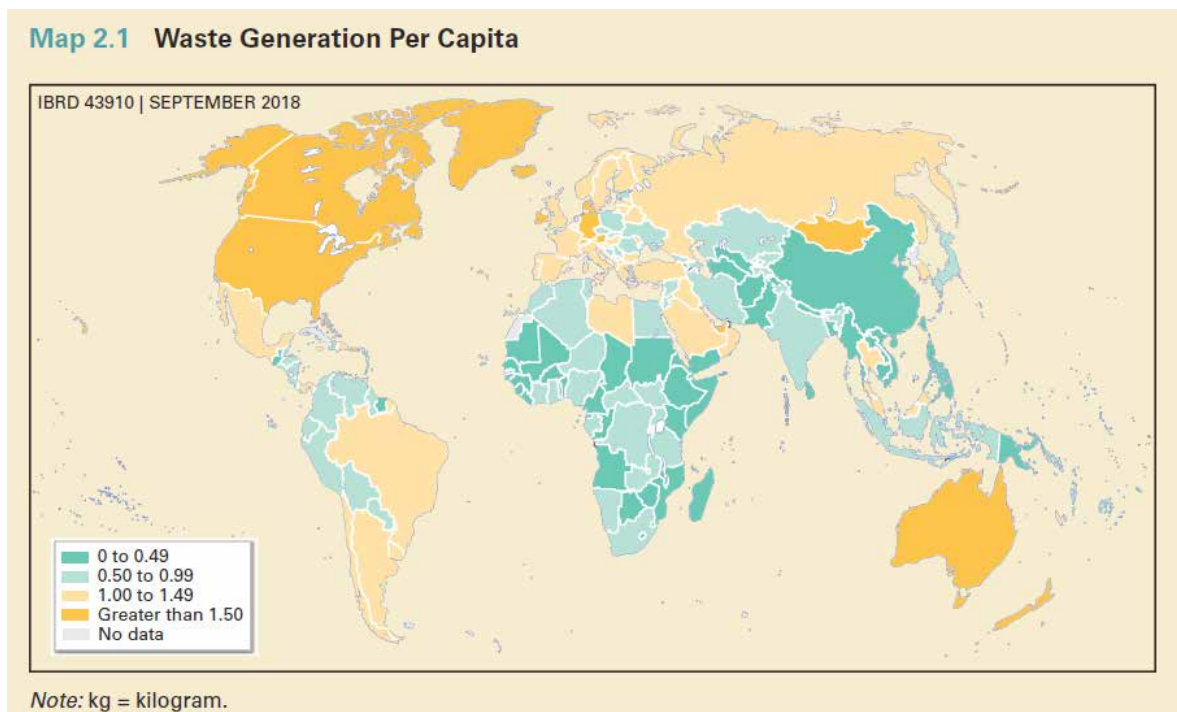 Map 2.1 Waste Generation Per Capita
IBRD 43910 | SEPTEMBER 2018
0 to 0.49
0.50 to 0.99
1.00 to 1.49
Greater than 1.50
No data
Note: kg = kilogram.